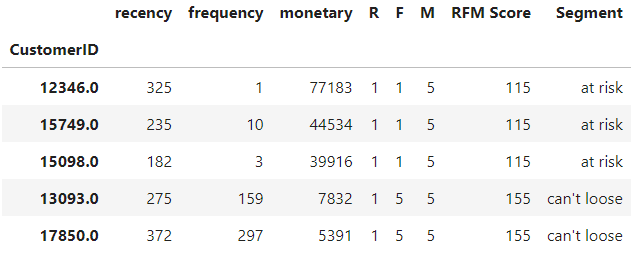 recency frequency monetary R F M RFM Score Segment
CustomerID
12346.0 325 1 77183 1 1 5 115 at risk
15749.0 235 10 44534 1 1 5 115 at risk
15098.0 182 3 39916 1 1 5 115 at risk
13093.0 275 159 7832 1 5 5 155 can't loose
17850.0 372 297 5391 1 5 5 155 can't loose